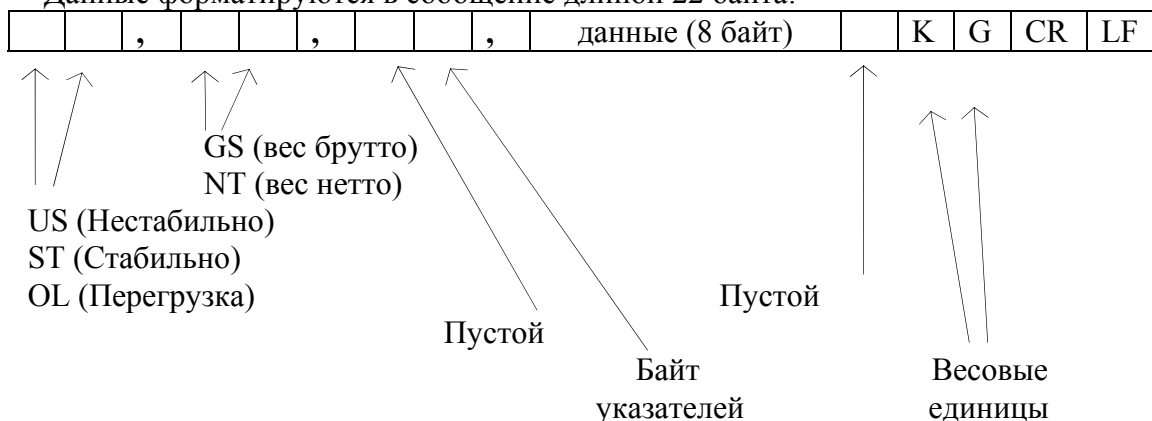 Данные форматируются в сообщение длиной 22 байта:
, , , данные (8 байт) K G CR LF
GS (вес брутто)
NT (вес нетто)
US (Нестабильно)
ST (Стабильно)
OL (Перегрузка)
Пустой
Пустой
Байт
указателей
Весовые
единицы